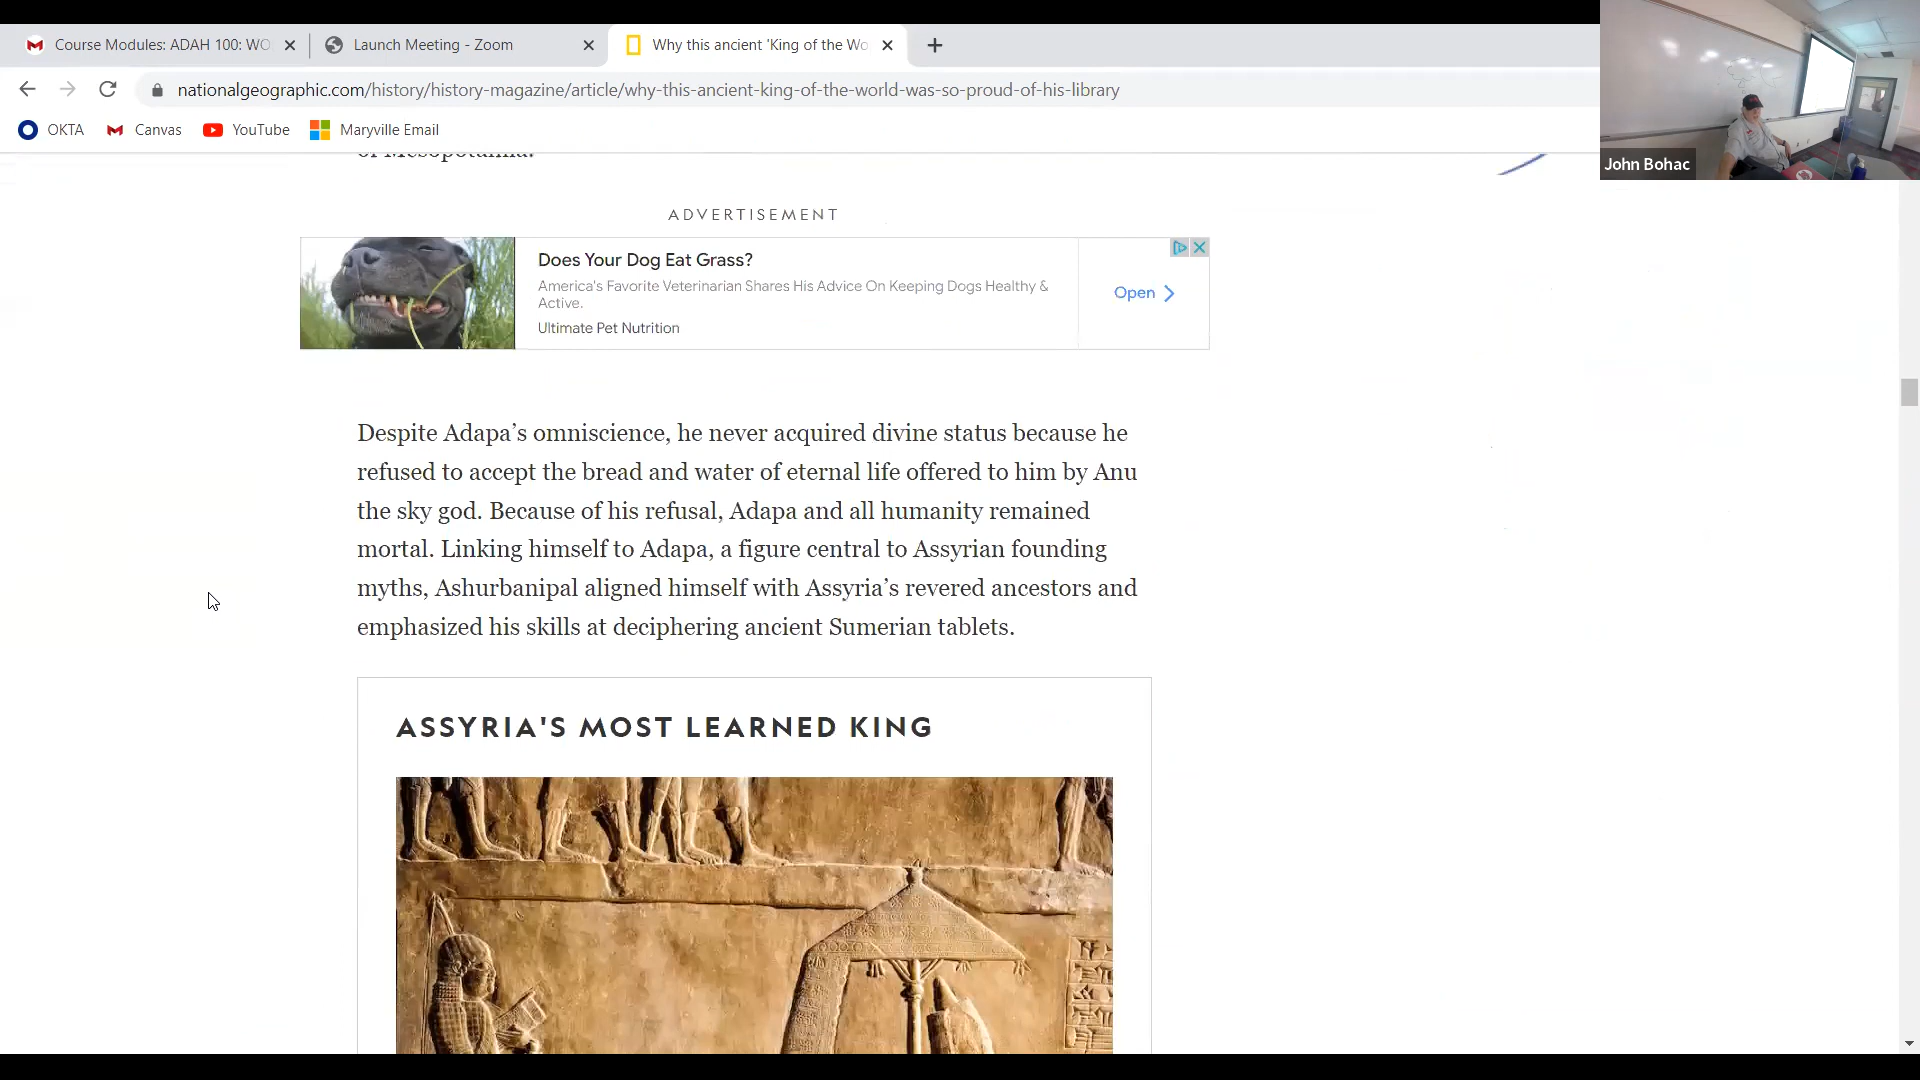 Course Modules: ADAH 100: WO
Launch Meeting - Zoom
Why this ancient 'King of the Wo
nationalgeographic.com/history/history-magazine/article/why-this-ancient-king-of-the-world-was-so-proud-of-his-library
OKTA
Canvas
YouTube
Maryville Email
John Bohac
of Mesopotamia.
ADVERTISEMENT
Does Your Dog Eat Grass?
America's Favorite Veterinarian Shares His Advice On Keeping Dogs Healthy &
Active.
Ultimate Pet Nutrition
Open
Despite Adapa’s omniscience, he never acquired divine status because he
refused to accept the bread and water of eternal life offered to him by Anu
the sky god. Because of his refusal, Adapa and all humanity remained
mortal. Linking himself to Adapa, a figure central to Assyrian founding
myths, Ashurbanipal aligned himself with Assyria’s revered ancestors and
emphasized his skills at deciphering ancient Sumerian tablets.
ASSYRIA'S MOST LEARNED KING